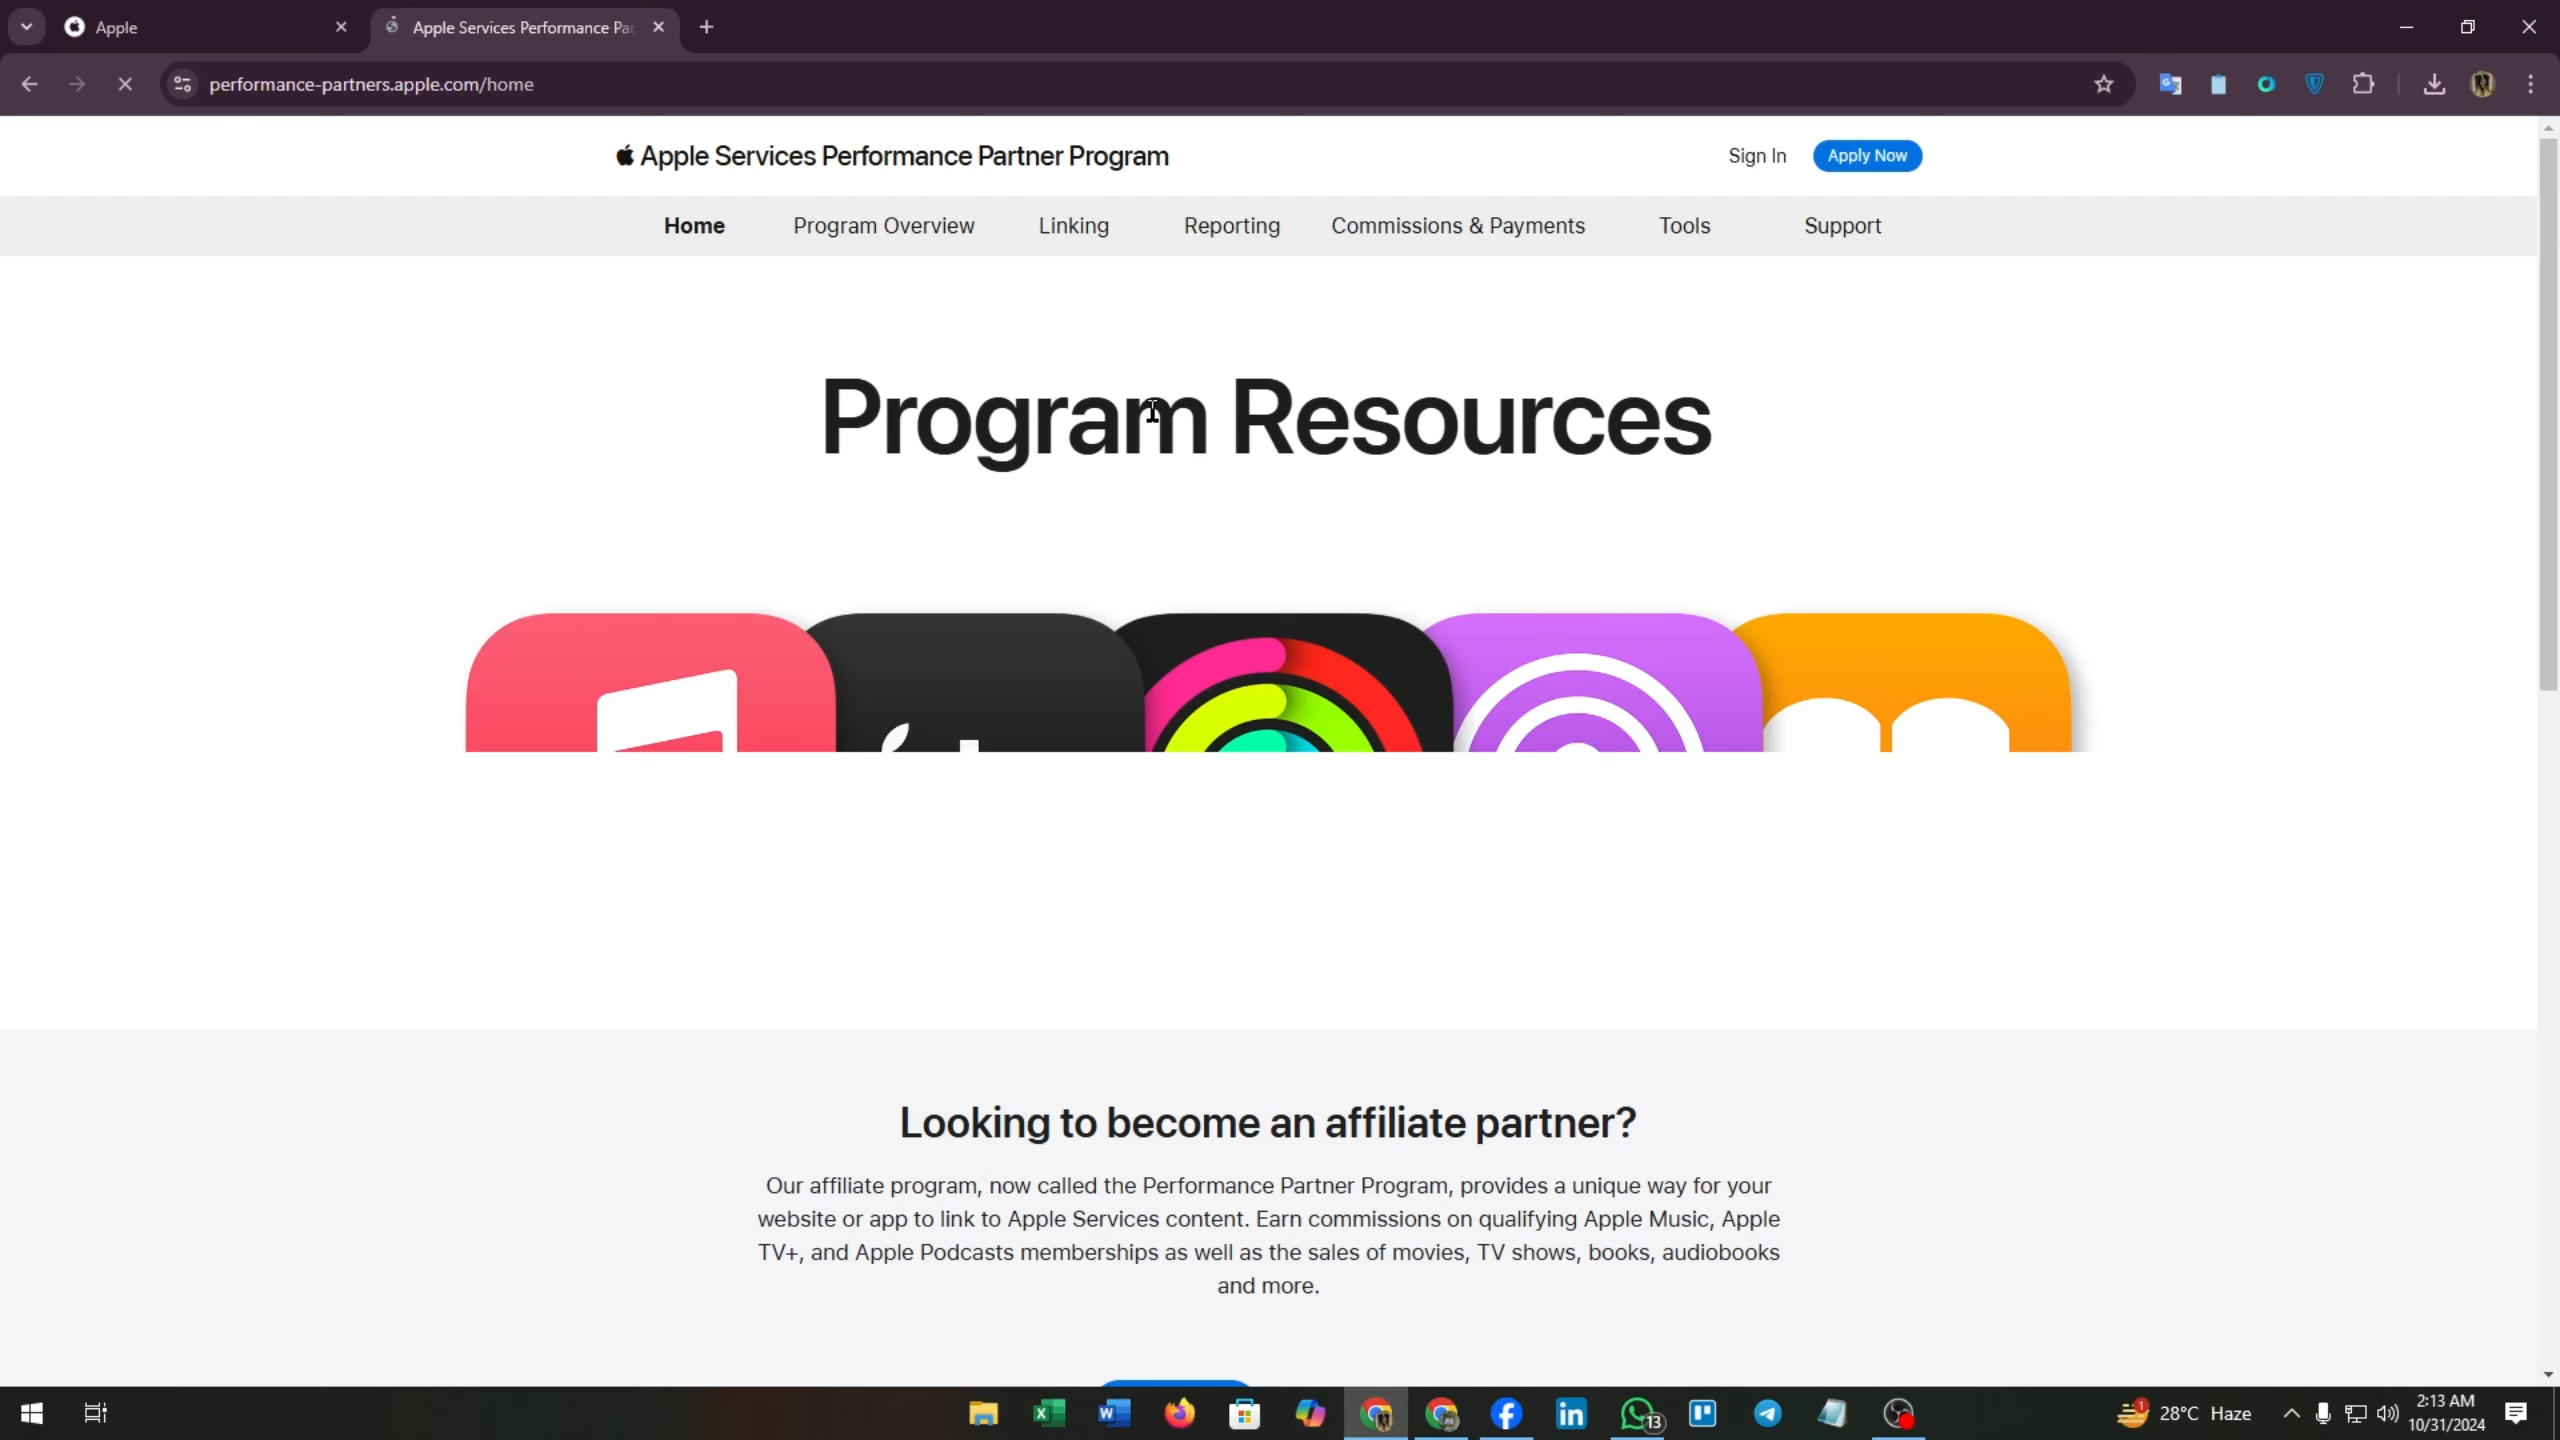 Apple
Apple Services Performance Par
performance-partners.apple.com/home
Apple Services Performance Partner Program
Sign In
Apply Now
Home
Program Overview
Linking
Reporting
Commissions & Payments
Tools
Support
Program Resources
Looking to become an affiliate partner?
Our affiliate program, now called the Performance Partner Program, provides a unique way for your
website or app to link to Apple Services content. Earn commissions on qualifying Apple Music, Apple
TV+, and Apple Podcasts memberships as well as the sales of movies, TV shows, books, audiobooks
and more.
13
1
28°C Haze
2:13 AM
10/31/2024